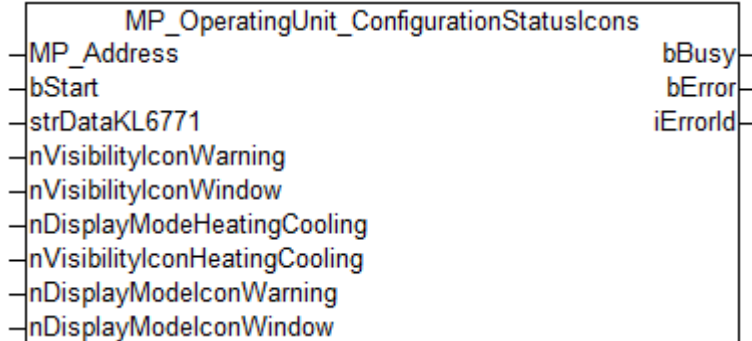 MP_OperatingUnit_ConfigurationStatusIcons
MP_Address bBusy
bStart bError
strDataKL6771 iErrorId
nVisibilityIconWarning
nVisibilityIconWindow
nDisplayModeHeatingCooling
nVisibilityIconHeatingCooling
nDisplayModeIconWarning
nDisplayModeIconWindow